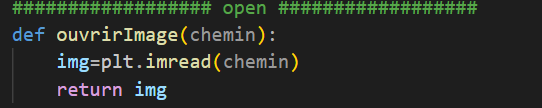 ################## open ##################
def ouvrirImage(chemin):
    img=plt.imread(chemin)
    return img